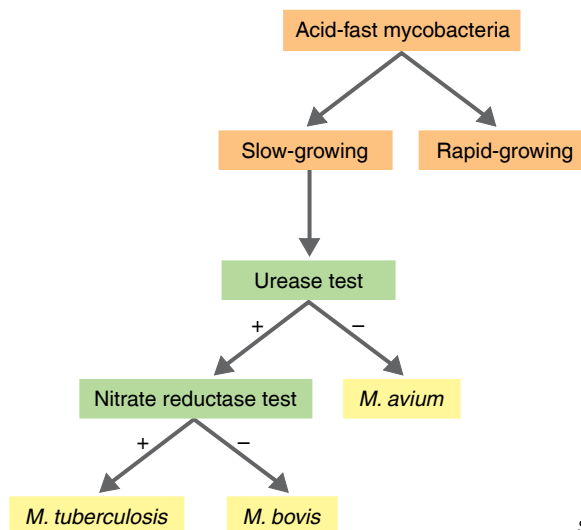 Acid-fast mycobacteria
Slow-growing
Rapid-growing
Urease test
+
–
Nitrate reductase test
M. avium
+
–
M. tuberculosis
M. bovis